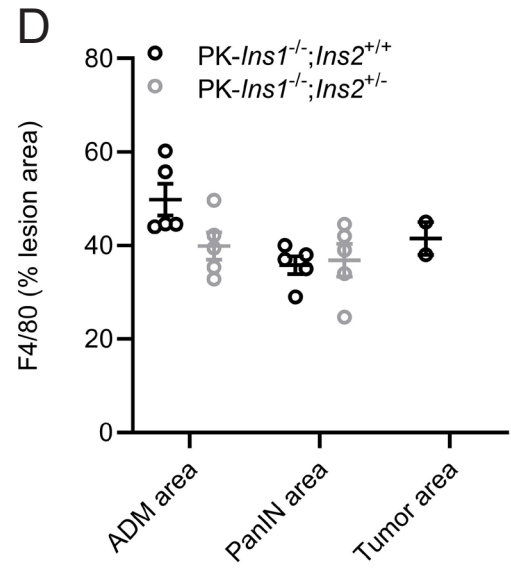 D
PK-Ins1-/-;Ins2+/+
PK-Ins1-/-;Ins2+/-
F4/80 (% lesion area)
80
60
40
20
0
ADM area
PanIN area
Tumor area